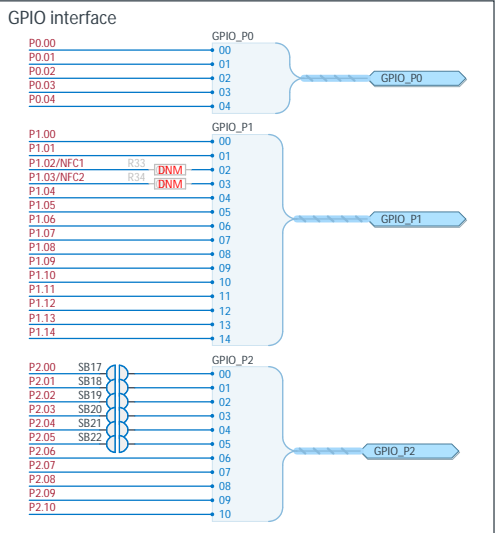 GPIO interface
GPIO_P0
P0.00 00
P0.01 01
P0.02 02 GPIO_P0
P0.03 03
P0.04 04
GPIO_P1
P1.00 00
P1.01 01
P1.02/NFC1 R33 DNM 02
P1.03/NFC2 R34 DNM 03
P1.04 04
P1.05 05 GPIO_P1
P1.06 06
P1.07 07
P1.08 08
P1.09 09
P1.10 10
P1.11 11
P1.12 12
P1.13 13
P1.14 14
GPIO_P2
P2.00 SB17 00
P2.01 SB18 01
P2.02 SB19 02
P2.03 SB20 03
P2.04 SB21 04
P2.05 SB22 05
P2.06 06 GPIO_P2
P2.07 07
P2.08 08
P2.09 09
P2.10 10